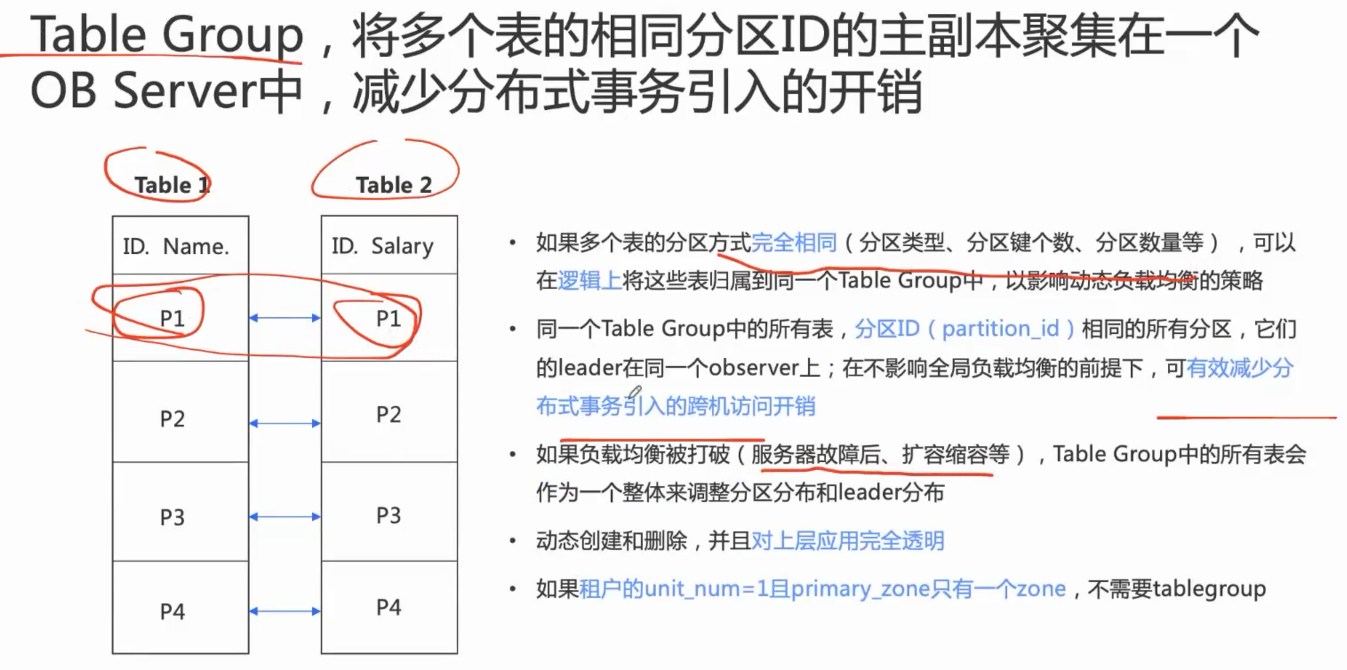 Table Group，将多个表的相同分区ID的主副本聚集在一个
OB Server中，减少分布式事务引入的开销
Table 1
Table 2
ID. Name.
ID. Salary
P1
P1
P2
P2
P3
P3
P4
P4
• 如果多个表的分区方式完全相同（分区类型、分区键个数、分区数量等），可以
在逻辑上将这些表归属到同一个Table Group中，以影响动态负载均衡的策略
• 同一个Table Group中的所有表，分区ID（partition_id）相同的所有分区，它们
的leader在同一个observer上；在不影响全局负载均衡的前提下，可有效减少分
布式事务引入的跨机访问开销
• 如果负载均衡被打破（服务器故障后、扩容缩容等），Table Group中的所有表会
作为一个整体来调整分区分布和leader分布
• 动态创建和删除，并且对上层应用完全透明
• 如果租户的unit_num=1且primary_zone只有一个zone，不需要tablegroup